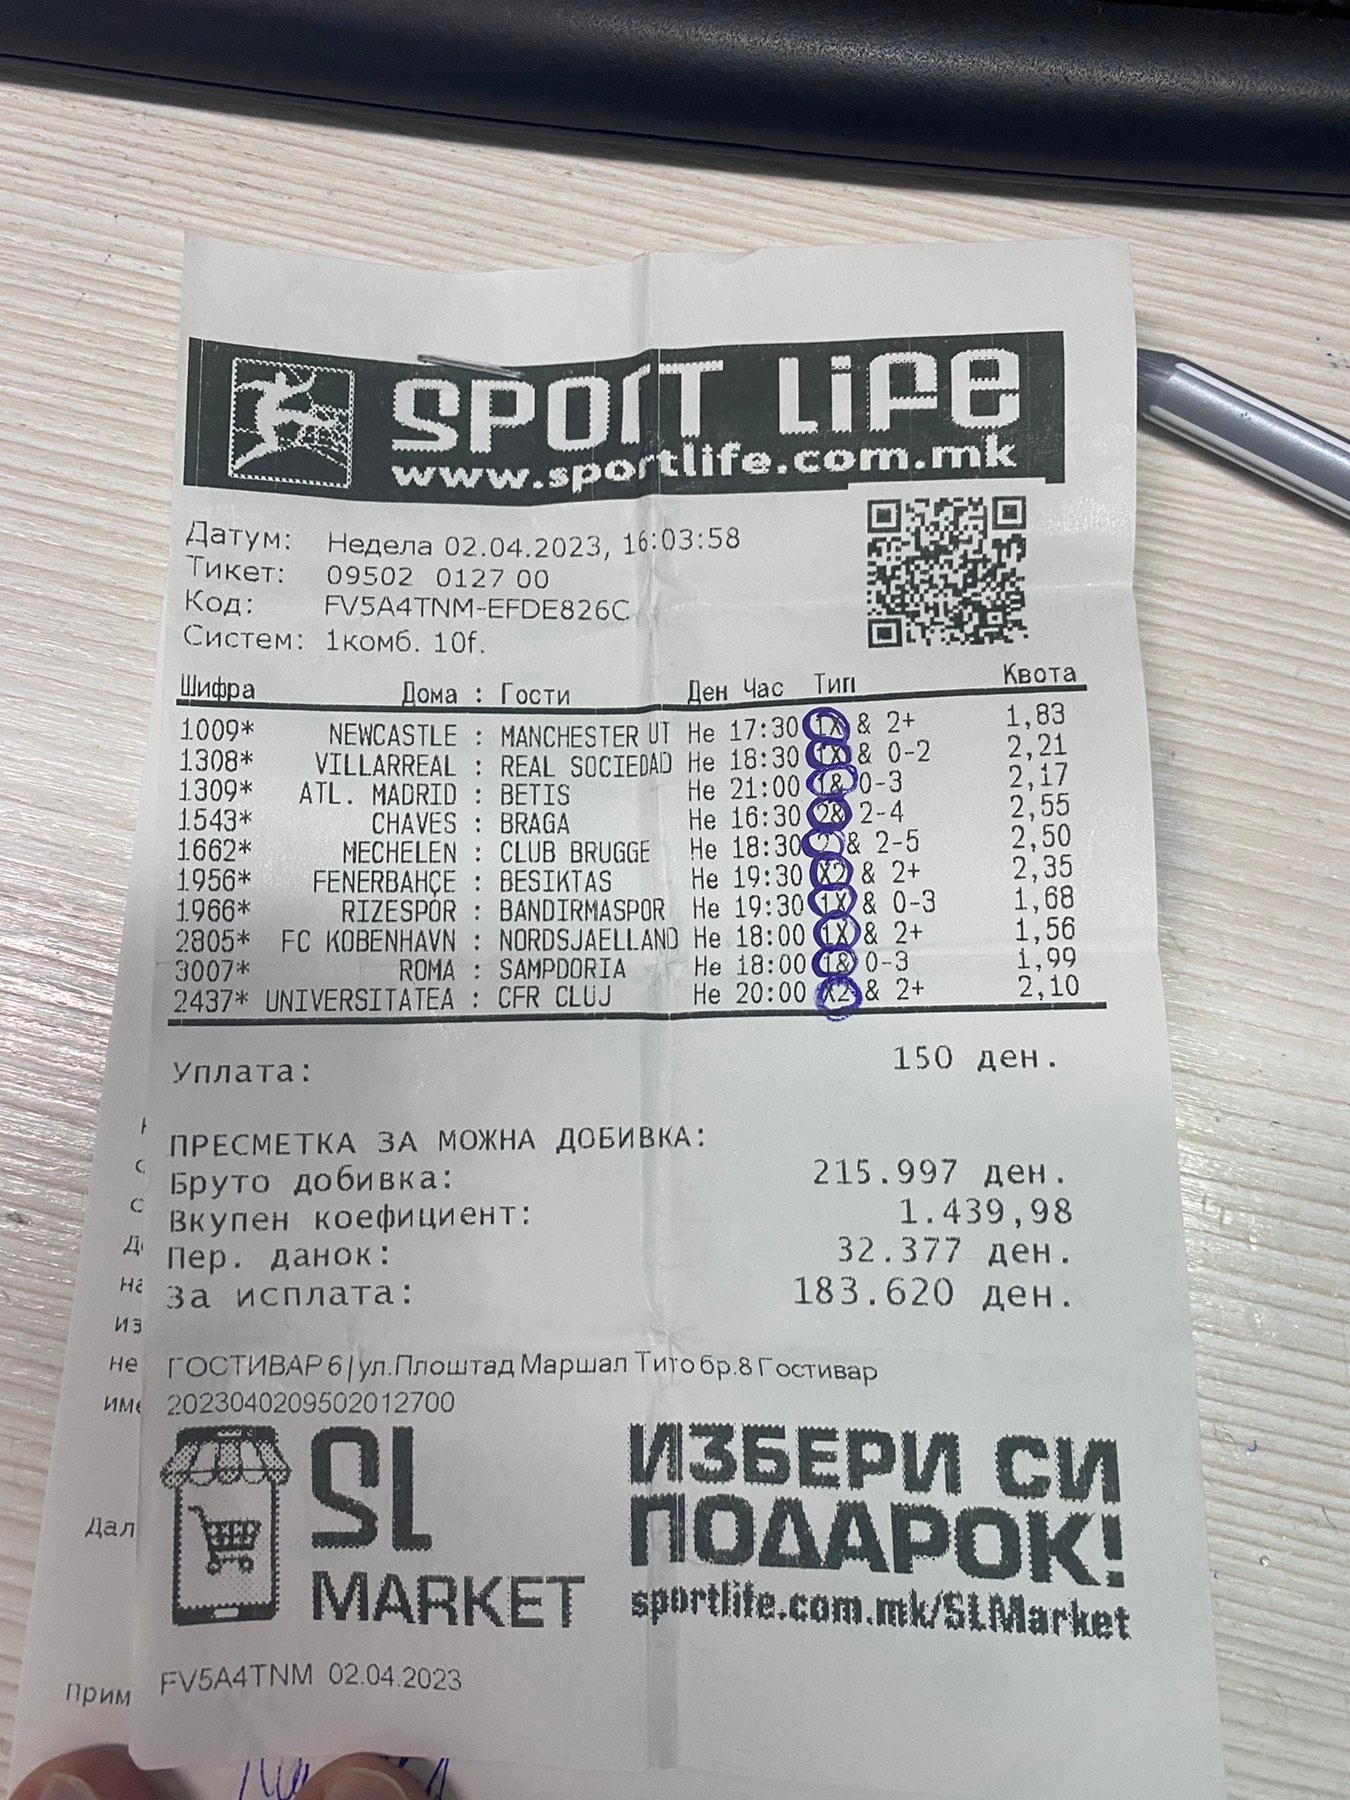 SPORT LiFe
www.sportlife.com.mk
Датум: Недела 02.04.2023, 16:03:58
Тикет: 09502 0127 00
Код: FV5A4TNM-EFDE826C
Систем: 1комб. 10f.
Шифра Дома : Гости Ден Час Тип Квота
1009* NEWCASTLE : MANCHESTER UT Не 17:30 1X & 2+ 1,83
1308* VILLARREAL : REAL SOCIEDAD Не 18:30 1X & 0-2 2,21
1309* ATL. MADRID : BETIS Не 21:00 1& 0-3 2,17
1543* CHAVES : BRAGA Не 16:30 2& 2-4 2,55
1662* MECHELEN : CLUB BRUGGE Не 18:30 2 & 2-5 2,50
1956* FENERBAHÇE : BESIKTAS Не 19:30 X2 & 2+ 2,35
1966* RIZESPOR : BANDIRMASPOR Не 19:30 1X & 0-3 1,68
2805* FC KOBENHAVN : NORDSJAELLAND Не 18:00 1X & 2+ 1,56
3007* ROMA : SAMPDORIA Не 18:00 1& 0-3 1,99
2437* UNIVERSITATEA : CFR CLUJ Не 20:00 X2 & 2+ 2,10
Уплата: 150 ден.
ПРЕСМЕТКА ЗА МОЖНА ДОБИВКА:
Бруто добивка: 215.997 ден.
Вкупен коефициент: 1.439,98
Пер. данок: 32.377 ден.
За исплата: 183.620 ден.
ГОСТИВАР 6|ул.Плоштад Маршал Тито бр.8 Гостивар
2023040209502012700
SL MARKET
ИЗБЕРИ СИ
ПОДАРОК!
sportlife.com.mk/SLMarket
FV5A4TNM 02.04.2023
на
из
не
Дал
Прим